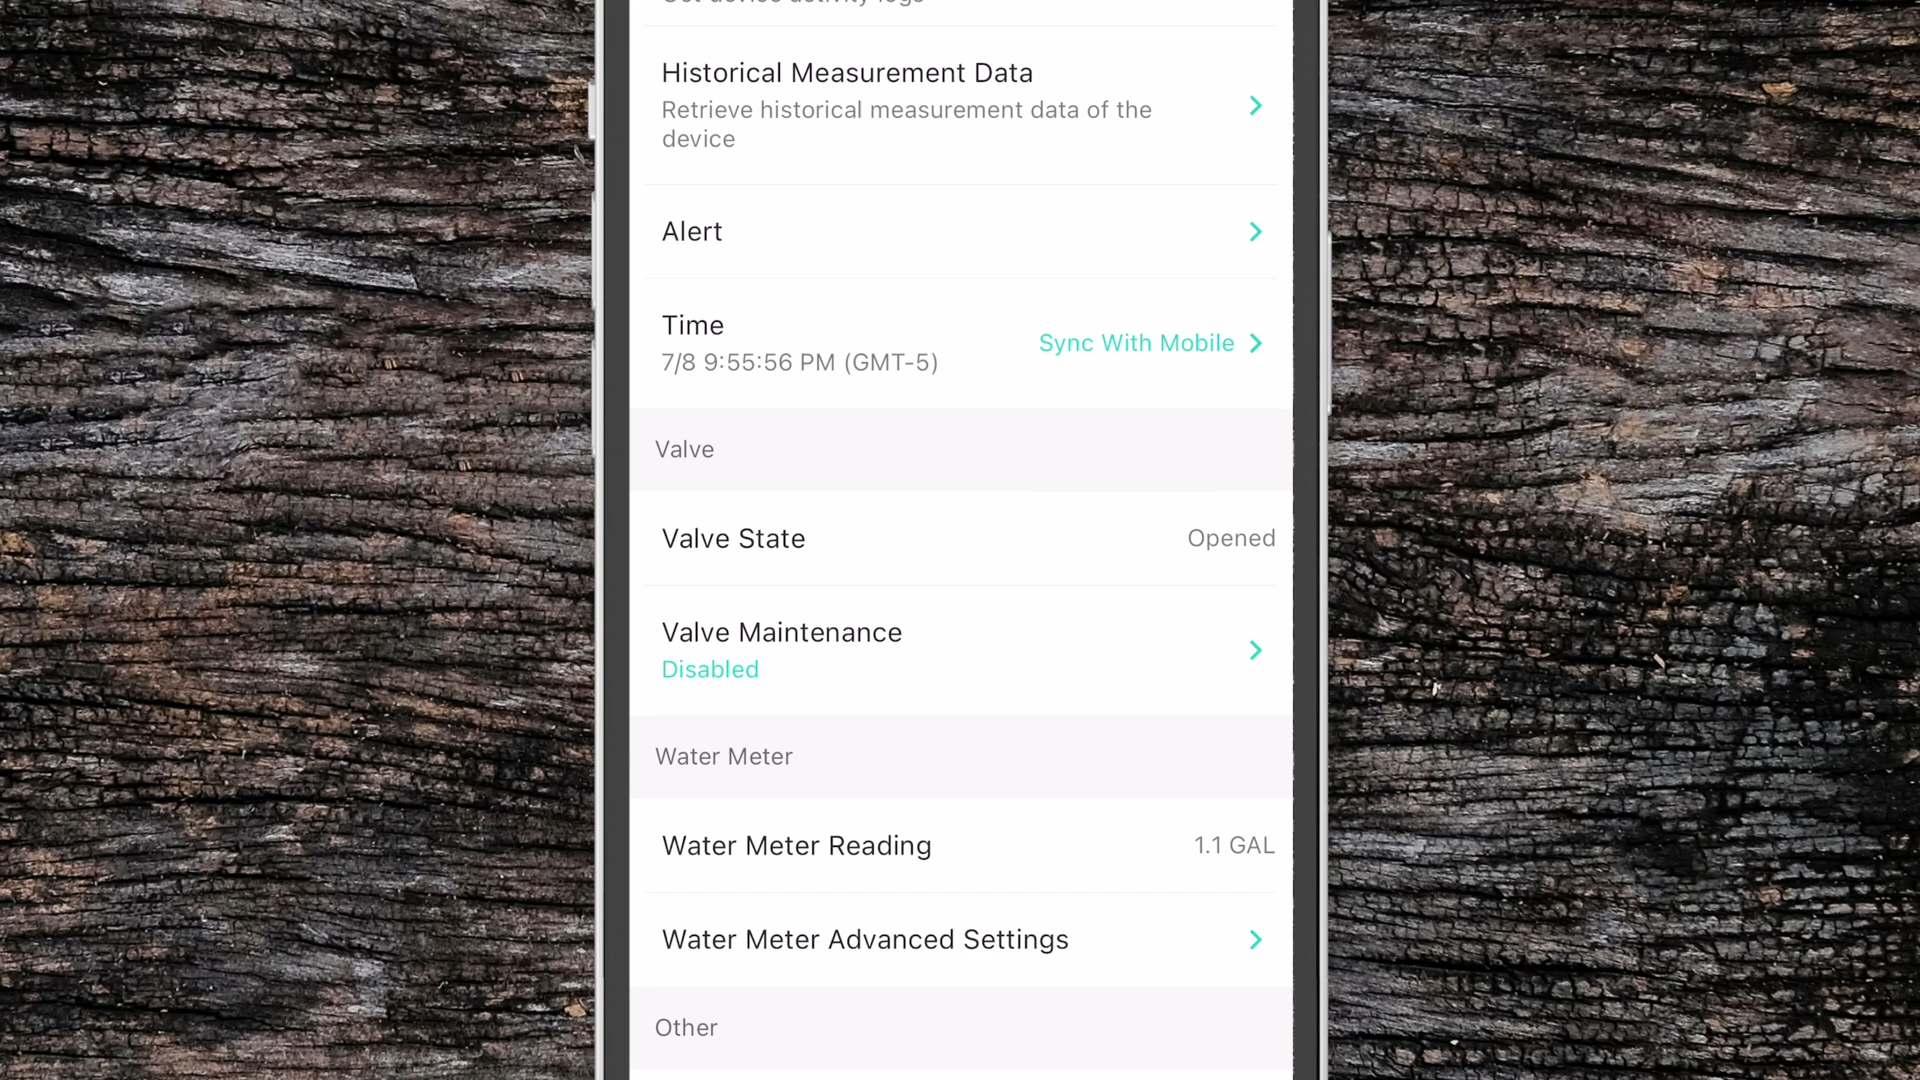 Historical Measurement Data
Retrieve historical measurement data of the
device
Alert
Time
7/8 9:55:56 PM (GMT-5)
Sync With Mobile
Valve
Valve State
Opened
Valve Maintenance
Disabled
Water Meter
Water Meter Reading
1.1 GAL
Water Meter Advanced Settings
Other